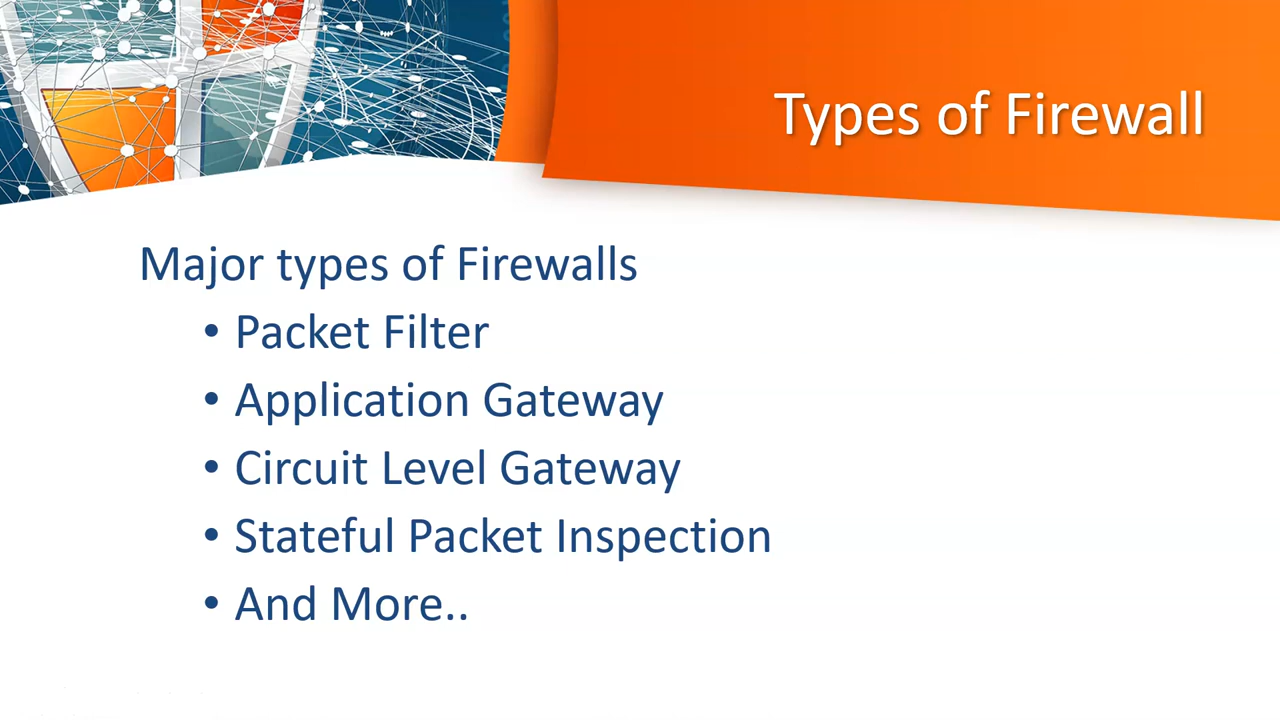 Types of Firewall
Major types of Firewalls
• Packet Filter
• Application Gateway
• Circuit Level Gateway
• Stateful Packet Inspection
• And More..